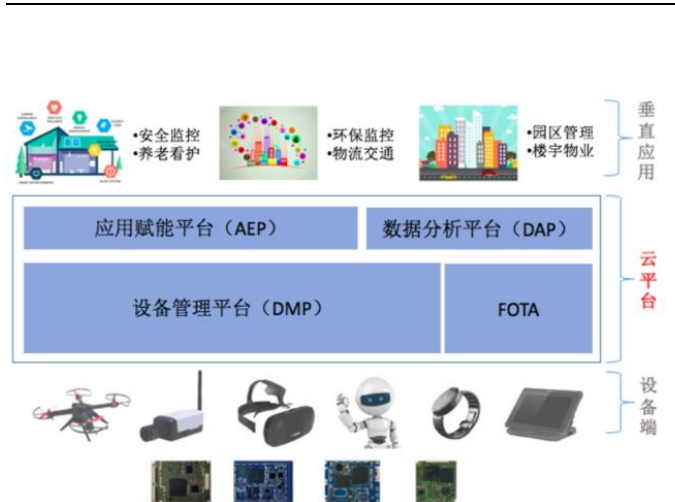 •安全监控
•养老看护
•环保监控
•物流交通
•园区管理
•楼宇物业
垂直应用
应用赋能平台（AEP）
数据分析平台（DAP）
云平台
设备管理平台（DMP）
FOTA
设备端